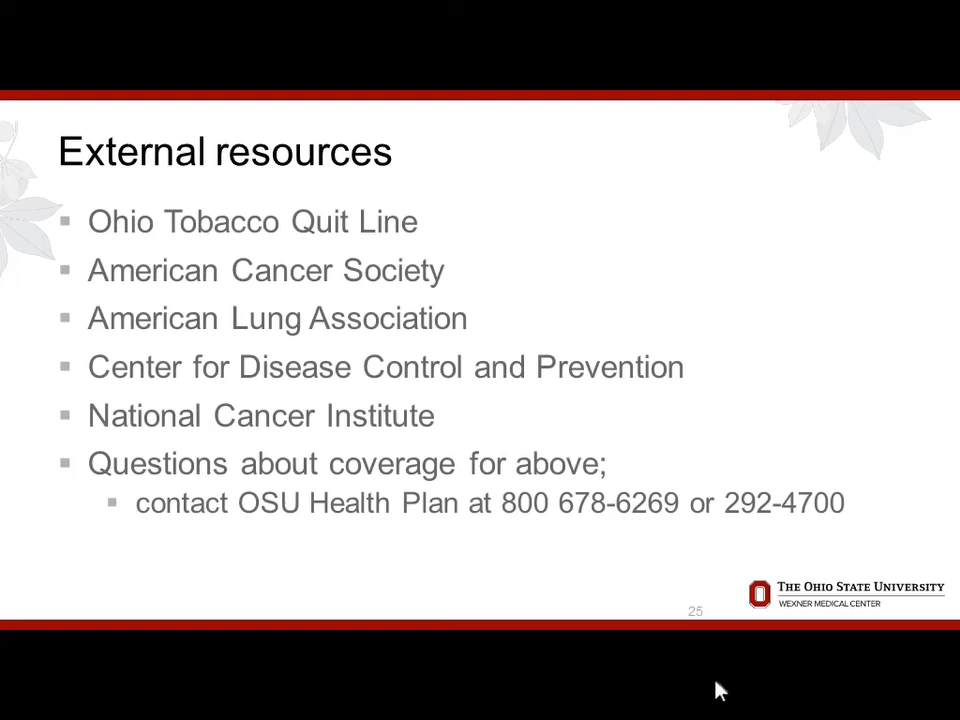 External resources
Ohio Tobacco Quit Line
American Cancer Society
American Lung Association
Center for Disease Control and Prevention
National Cancer Institute
Questions about coverage for above;
contact OSU Health Plan at 800 678-6269 or 292-4700
THE OHIO STATE UNIVERSITY
WEXNER MEDICAL CENTER
25